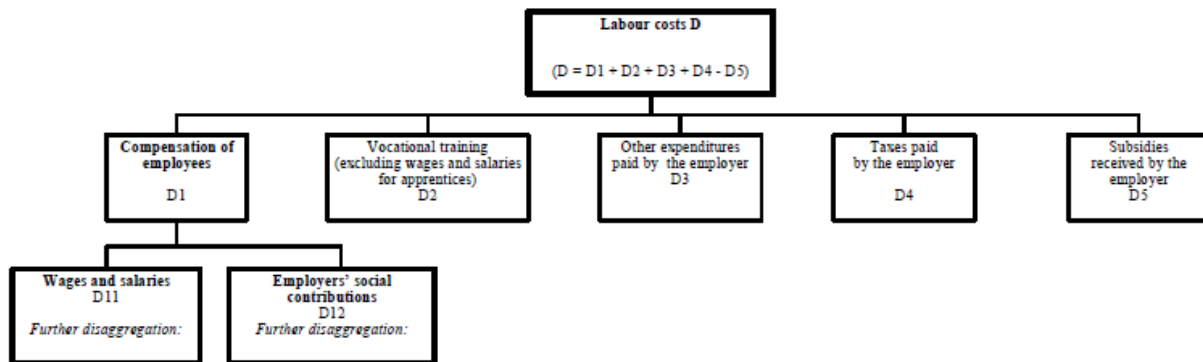 Labour costs D
(D = D1 + D2 + D3 + D4 - D5)
Compensation of
employees
D1
Vocational training
(excluding wages and salaries
for apprentices)
D2
Other expenditures
paid by the employer
D3
Taxes paid
by the employer
D4
Subsidies
received by the
employer
D5
Wages and salaries
D11
Further disaggregation:
Employers' social
contributions
D12
Further disaggregation: